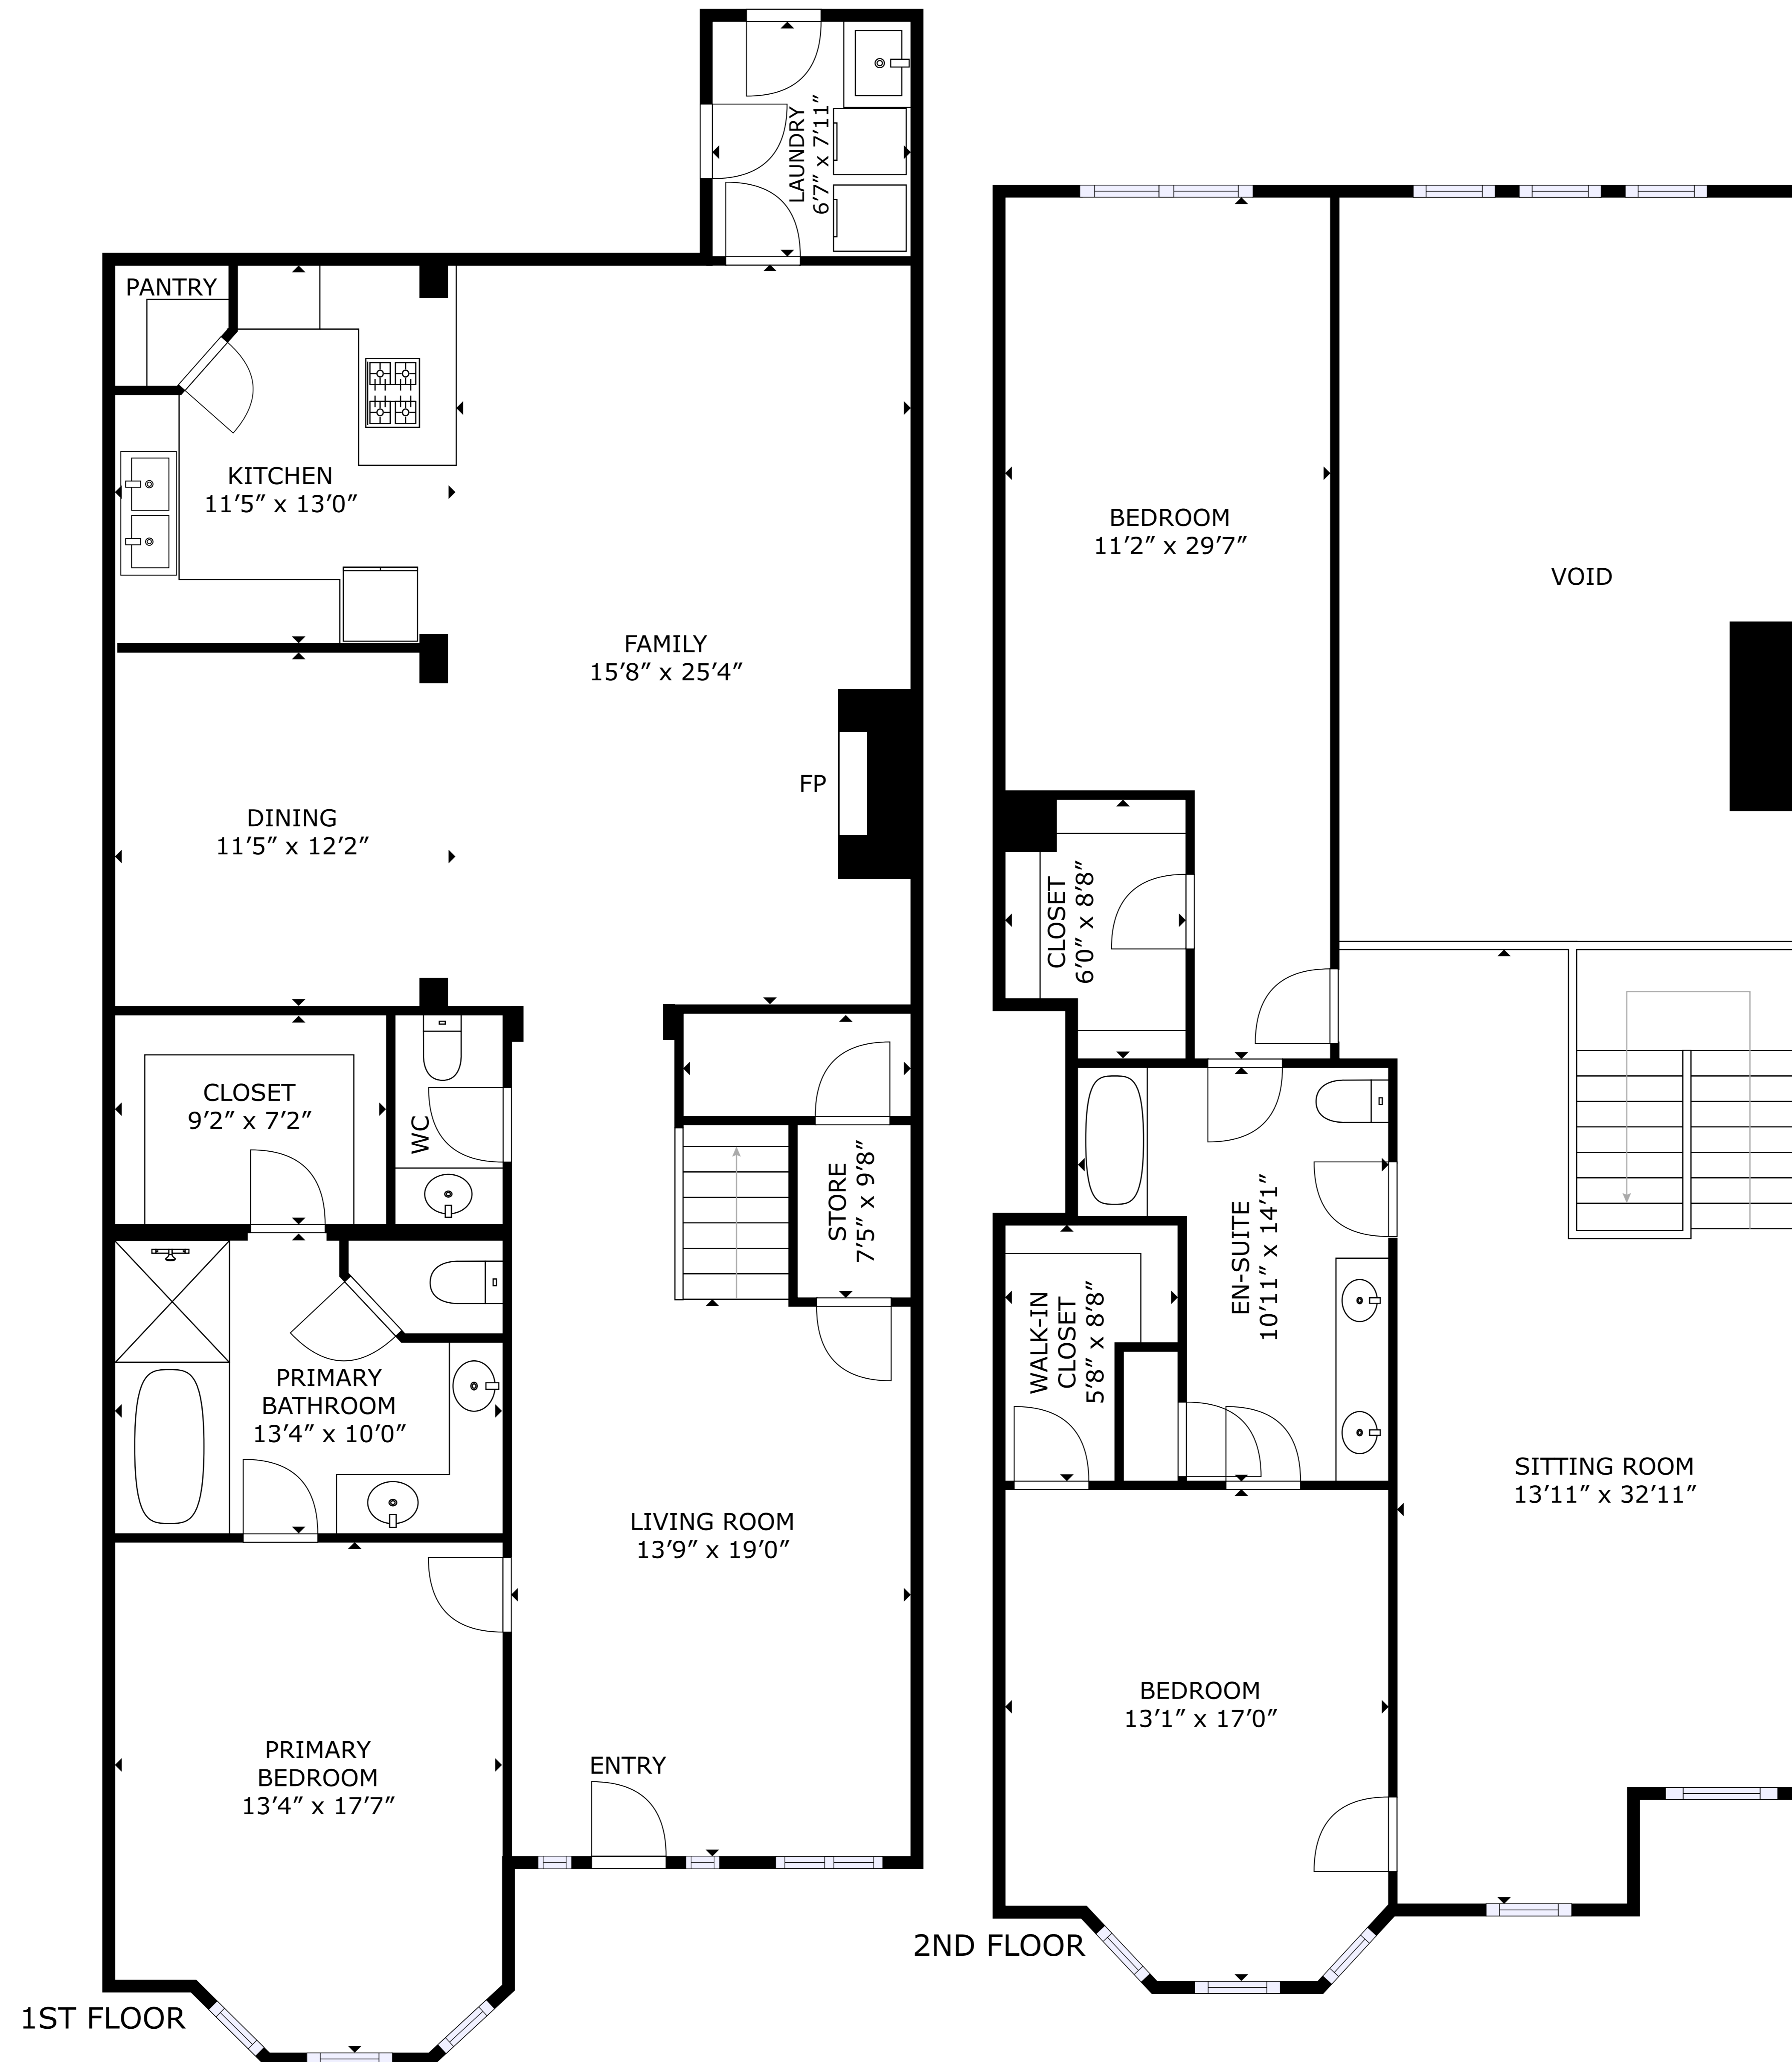 LAUNDRY
6′7″ x 7′11″
PANTRY
KITCHEN
11′5″ x 13′0″
FAMILY
15′8″ x 25′4″
FP
DINING
11′5″ x 12′2″
CLOSET
9′2″ x 7′2″
WC
STORE
7′5″ x 9′8″
PRIMARY
BATHROOM
13′4″ x 10′0″
LIVING ROOM
13′9″ x 19′0″
PRIMARY
BEDROOM
13′4″ x 17′7″
ENTRY
1ST FLOOR
BEDROOM
11′2″ x 29′7″
VOID
CLOSET
6′0″ x 8′8″
EN-SUITE
10′11″ x 14′1″
WALK-IN
CLOSET
5′8″ x 8′8″
SITTING ROOM
13′11″ x 32′11″
BEDROOM
13′1″ x 17′0″
2ND FLOOR